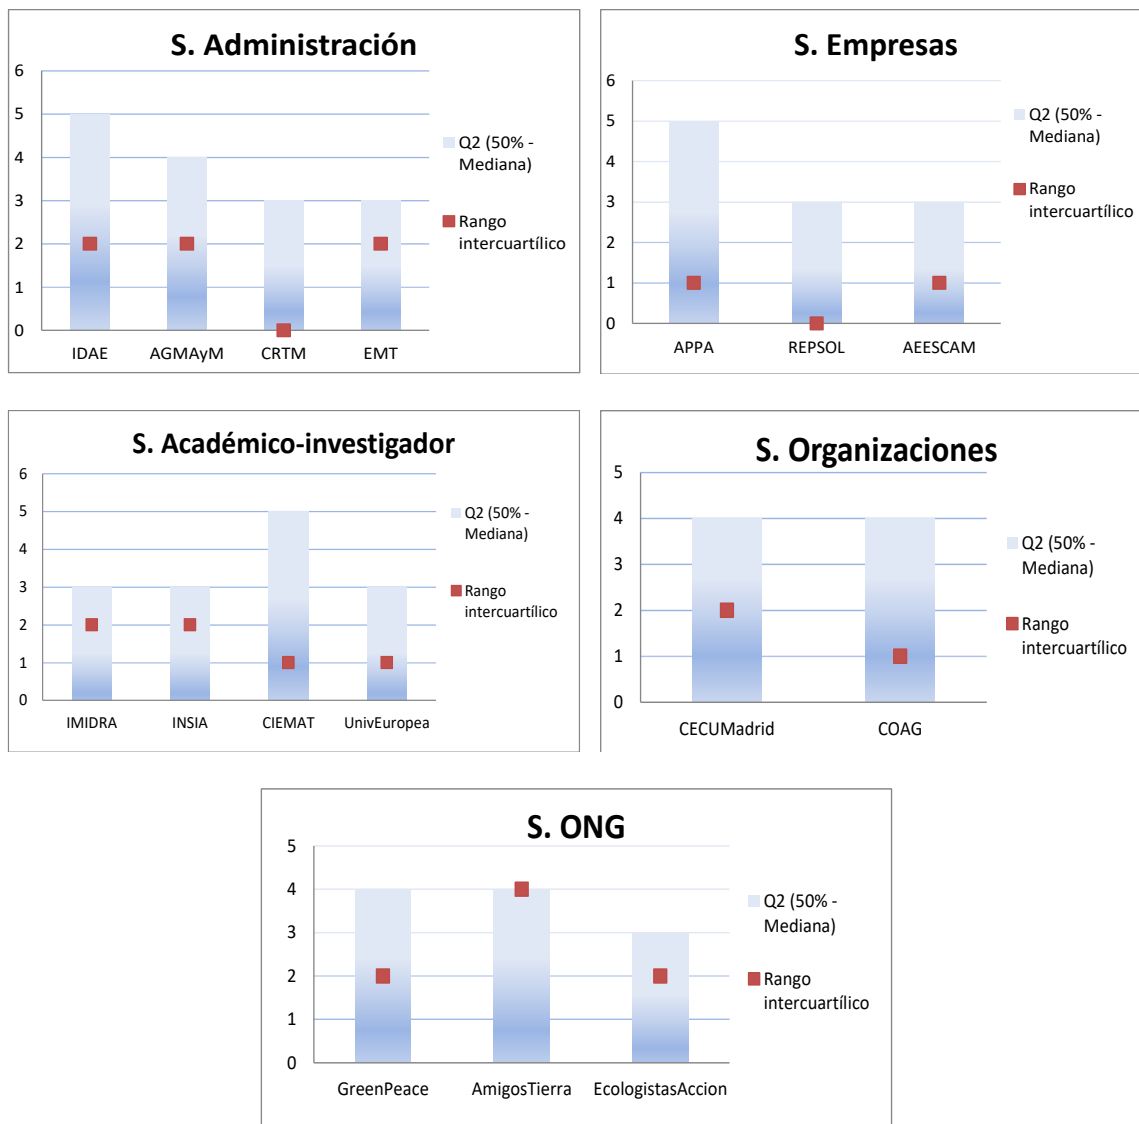 S. Administración
6
5
4
3
2
1
0
IDAE AGMAyM CRTM EMT
Q2 (50% -
Mediana)
Rango
intercuartílico
S. Empresas
6
5
4
3
2
1
0
APPA REPSOL AEESCAM
Q2 (50% -
Mediana)
Rango
intercuartílico
S. Académico-investigador
6
5
4
3
2
1
0
IMIDRA INSIA CIEMAT UnivEuropea
Q2 (50% -
Mediana)
Rango
intercuartílico
S. Organizaciones
5
4
3
2
1
0
CECUMadrid COAG
Q2 (50% -
Mediana)
Rango
intercuartílico
S. ONG
5
4
3
2
1
0
GreenPeace AmigosTierra EcologistasAccion
Q2 (50% -
Mediana)
Rango
intercuartílico